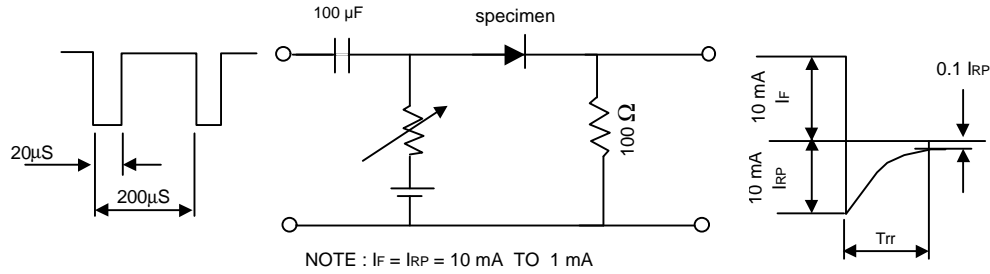 100 µF
specimen
20µS
200µS
100 Ω
10 mA
IF
10 mA
IRP
0.1 IRP
Trr
NOTE : IF = IRP = 10 mA TO 1 mA